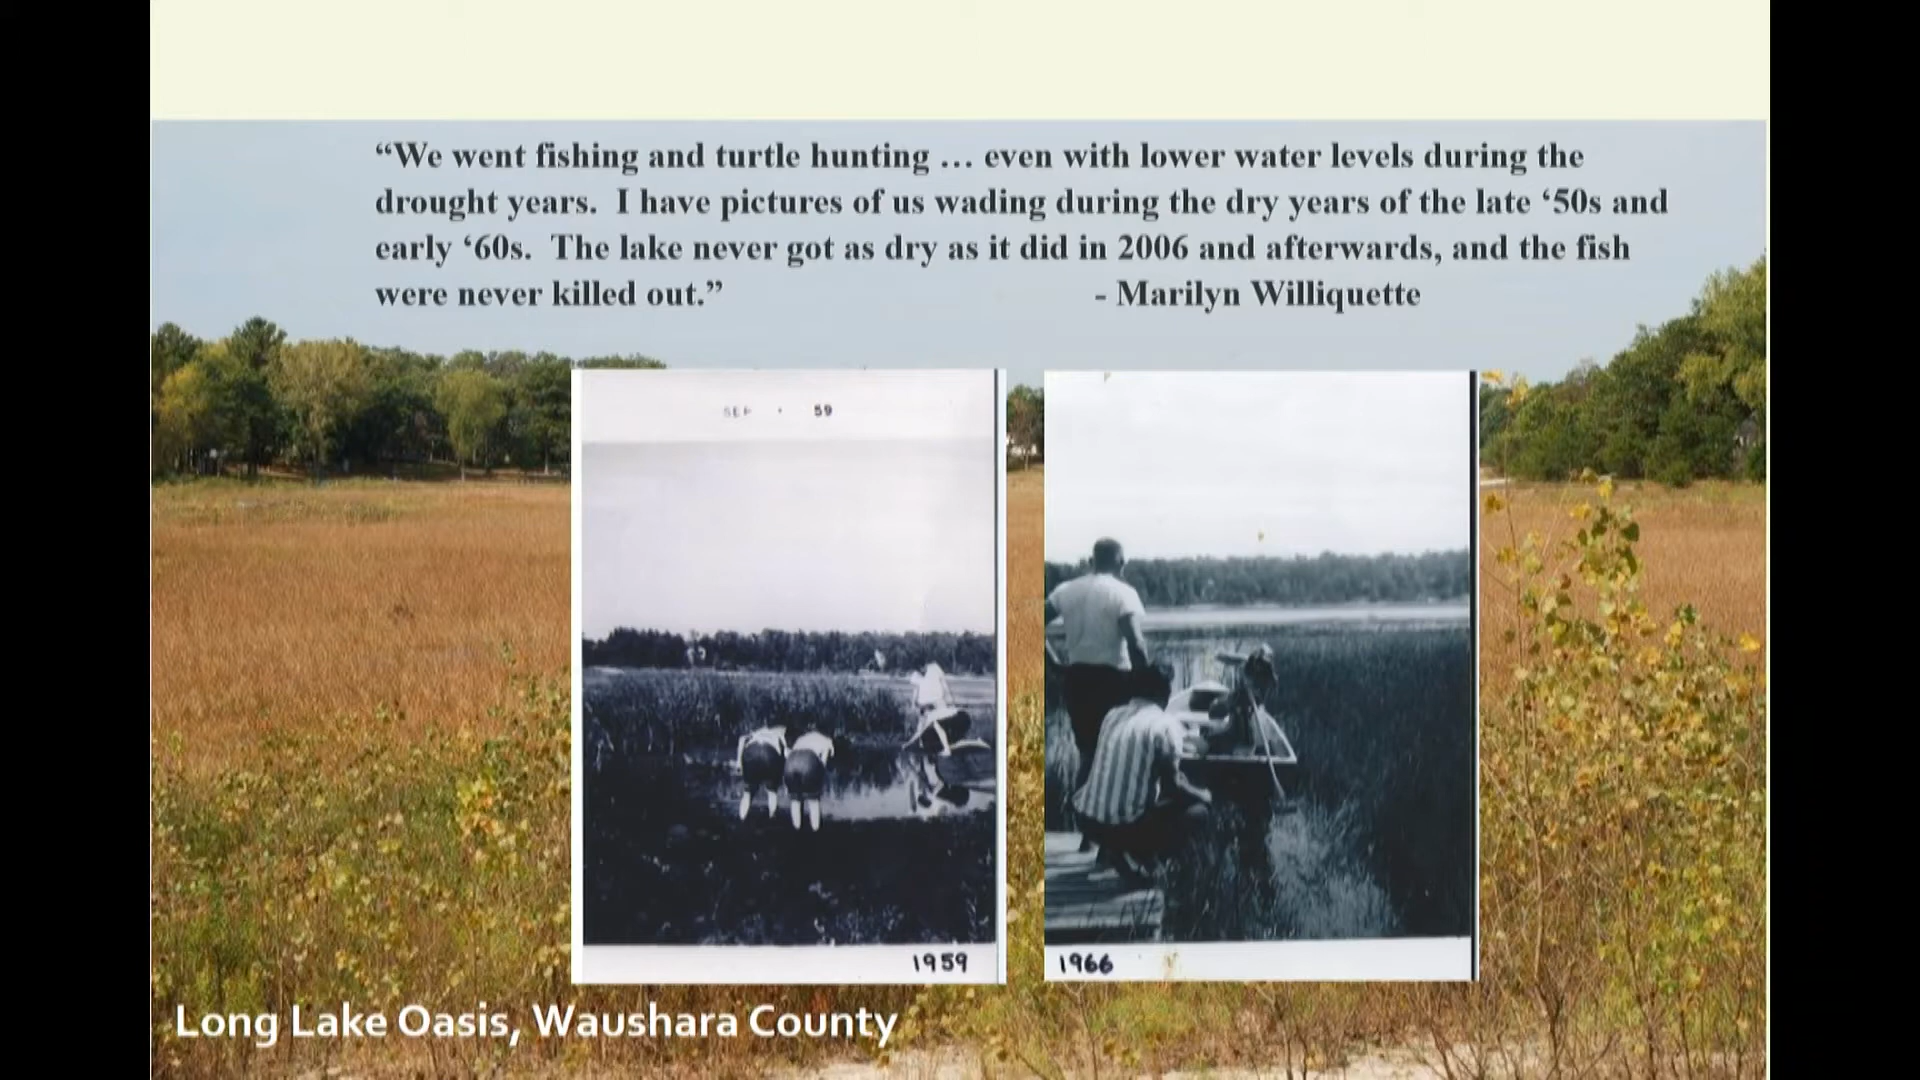 “We went fishing and turtle hunting … even with lower water levels during the
drought years.  I have pictures of us wading during the dry years of the late ‘50s and
early ‘60s.  The lake never got as dry as it did in 2006 and afterwards, and the fish
were never killed out.” - Marilyn Williquette
SEP · 59
1959
1966
Long Lake Oasis, Waushara County